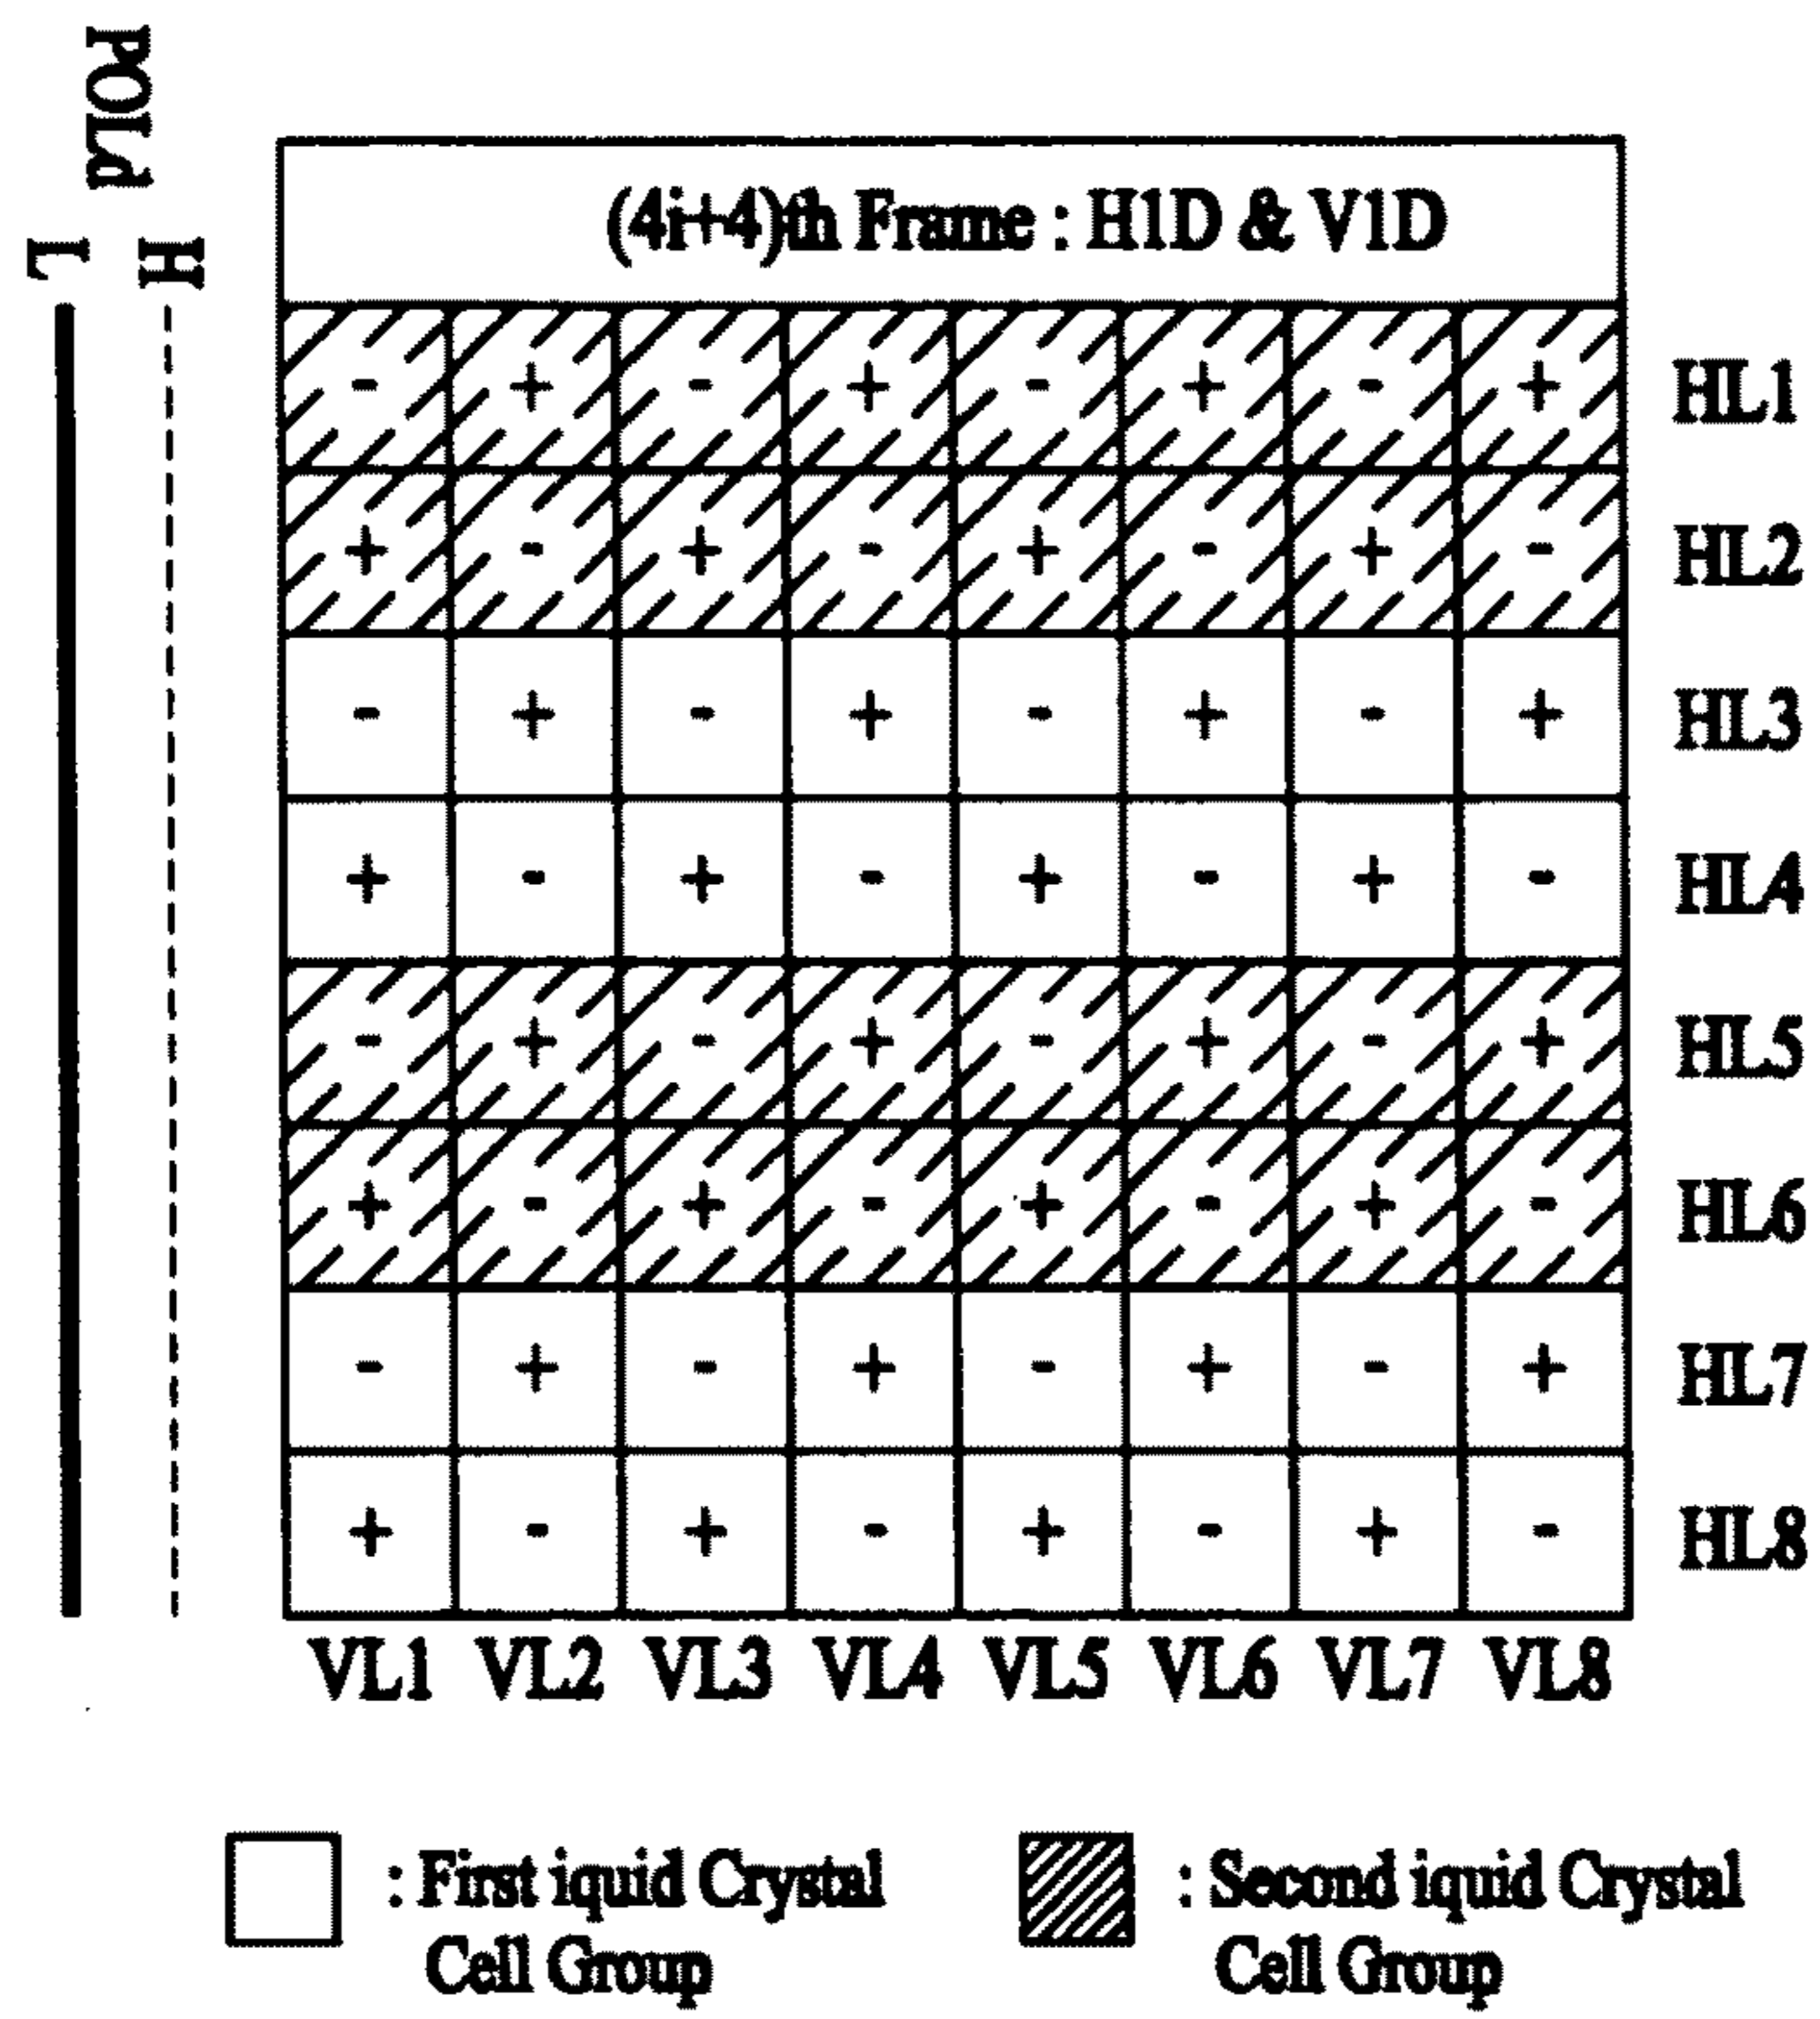 POLd
L H
(4i+4)th Frame : H1D & V1D
- + - + - + - + HL1
+ - + - + - + - HL2
- + - + - + - + HL3
+ - + - + - + - HL4
- + - + - + - + HL5
+ - + - + - + - HL6
- + - + - + - + HL7
+ - + - + - + - HL8
VL1 VL2 VL3 VL4 VL5 VL6 VL7 VL8
: First iquid Crystal
Cell Group
: Second iquid Crystal
Cell Group